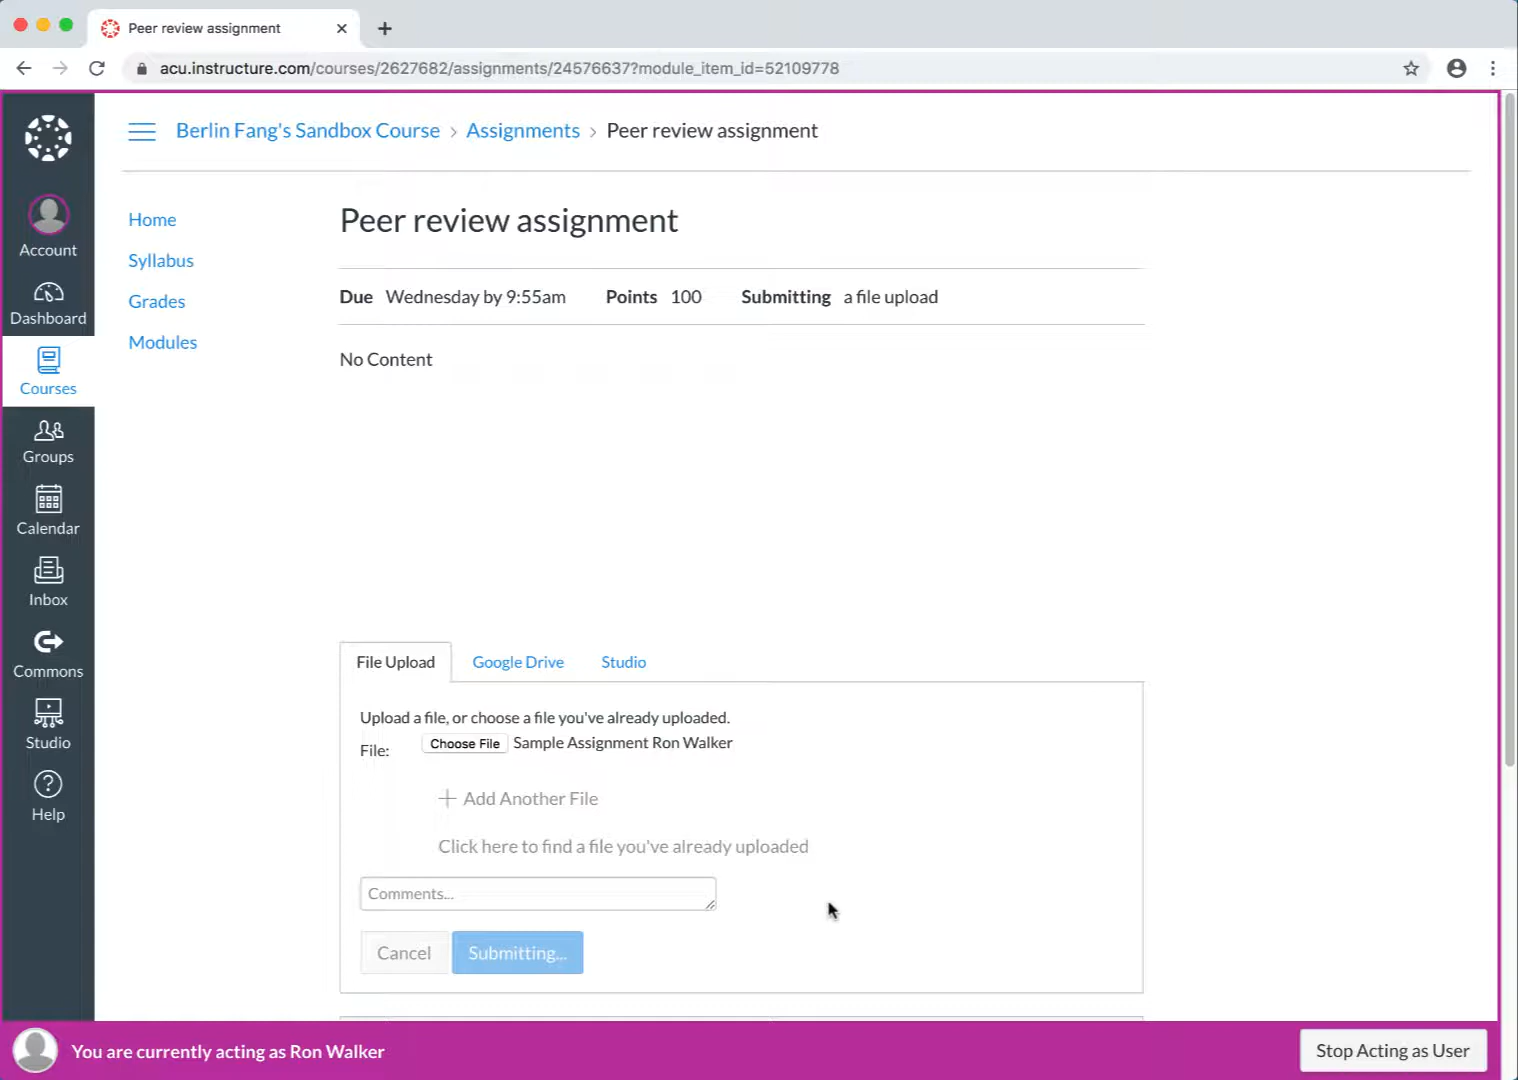 Peer review assignment
acu.instructure.com/courses/2627682/assignments/24576637?module_item_id=52109778
Berlin Fang's Sandbox Course > Assignments > Peer review assignment
Account
Dashboard
Courses
Groups
Calendar
Inbox
Commons
Studio
Help
Home
Syllabus
Grades
Modules
Peer review assignment
Due Wednesday by 9:55am Points 100 Submitting a file upload
No Content
File Upload Google Drive Studio
Upload a file, or choose a file you've already uploaded.
File: Choose File Sample Assignment Ron Walker
Add Another File
Click here to find a file you've already uploaded
Comments...
Cancel Submitting...
You are currently acting as Ron Walker Stop Acting as User